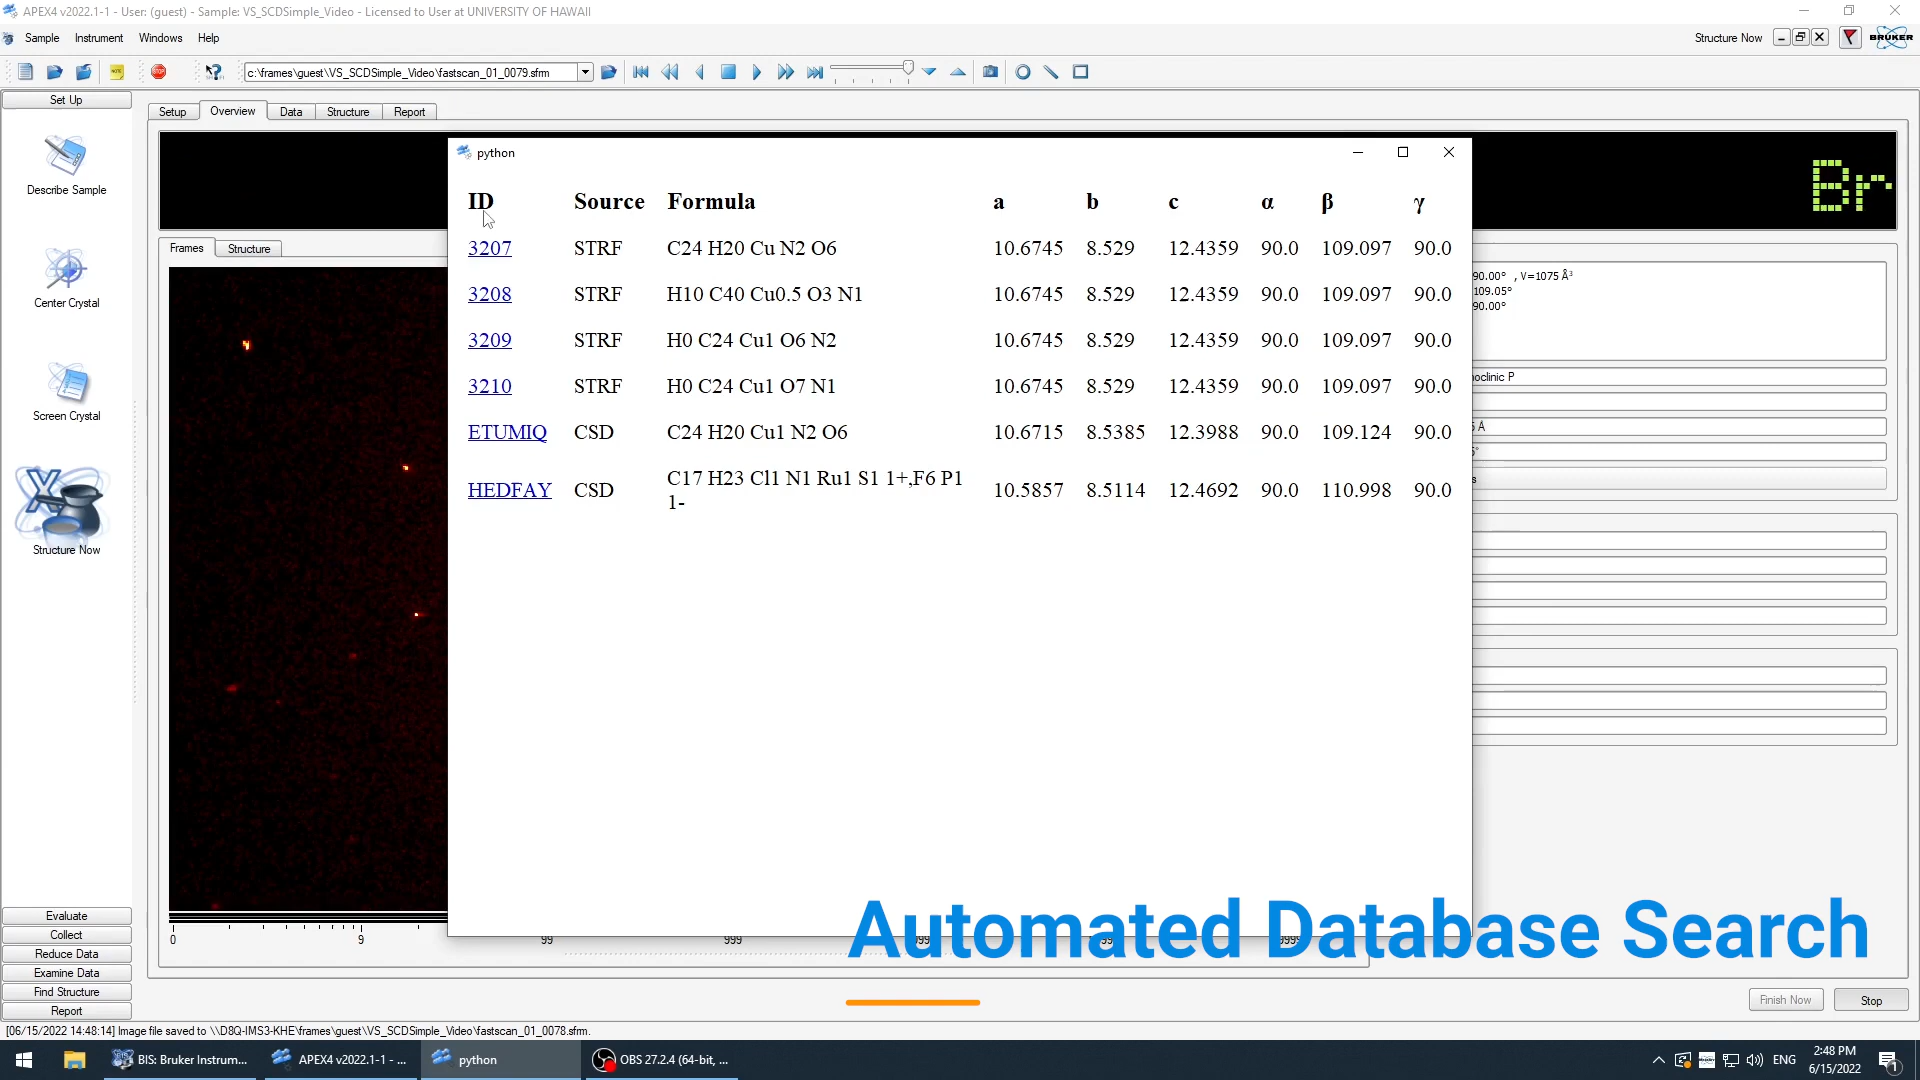 APEX4 v2022.1-1 - User: (guest) - Sample: VS_SCDSimple_Video - Licensed to User at UNIVERSITY OF HAWAII
Sample Instrument Windows Help Structure Now BRUKER
NOTE STOP c:\frames\guest\VS_SCDSimple_Video\fastscan_01_0079.sfrm
Set Up
Setup Overview Data Structure Report
Describe Sample
Center Crystal
Screen Crystal
Structure Now
Br
Frames Structure
python
ID Source Formula a b c α β γ
3207 STRF C24 H20 Cu N2 O6 10.6745 8.529 12.4359 90.0 109.097 90.0
3208 STRF H10 C40 Cu0.5 O3 N1 10.6745 8.529 12.4359 90.0 109.097 90.0
3209 STRF H0 C24 Cu1 O6 N2 10.6745 8.529 12.4359 90.0 109.097 90.0
3210 STRF H0 C24 Cu1 O7 N1 10.6745 8.529 12.4359 90.0 109.097 90.0
ETUMIQ CSD C24 H20 Cu1 N2 O6 10.6715 8.5385 12.3988 90.0 109.124 90.0
HEDFAY CSD C17 H23 Cl1 N1 Ru1 S1 1+,F6 P1 1- 10.5857 8.5114 12.4692 90.0 110.998 90.0
90.00° , V=1075 Å³
109.05°
90.00°
oclinic P
Å
s
0 9 99 999
Automated Database Search
Evaluate
Collect
Reduce Data
Examine Data
Find Structure
Report
Finish Now Stop
[06/15/2022 14:48:14] Image file saved to \\D8Q-IMS3-KHE\frames\guest\VS_SCDSimple_Video\fastscan_01_0078.sfrm.
BIS: Bruker Instrum... APEX4 v2022.1-1 - ... python OBS 27.2.4 (64-bit, ... ENG 2:48 PM
6/15/2022 1